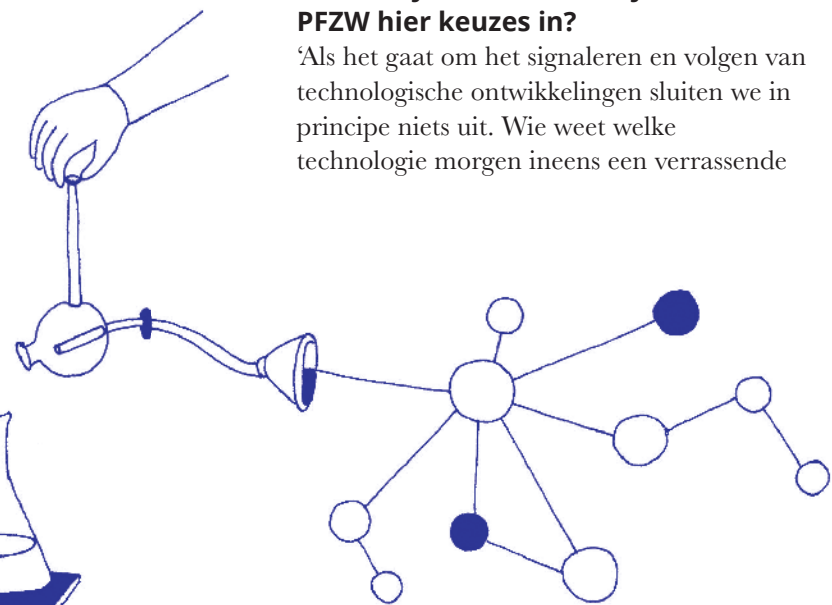 PFZW hier keuzes in?
‘Als het gaat om het signaleren en volgen van
technologische ontwikkelingen sluiten we in
principe niets uit. Wie weet welke
technologie morgen ineens een verrassende